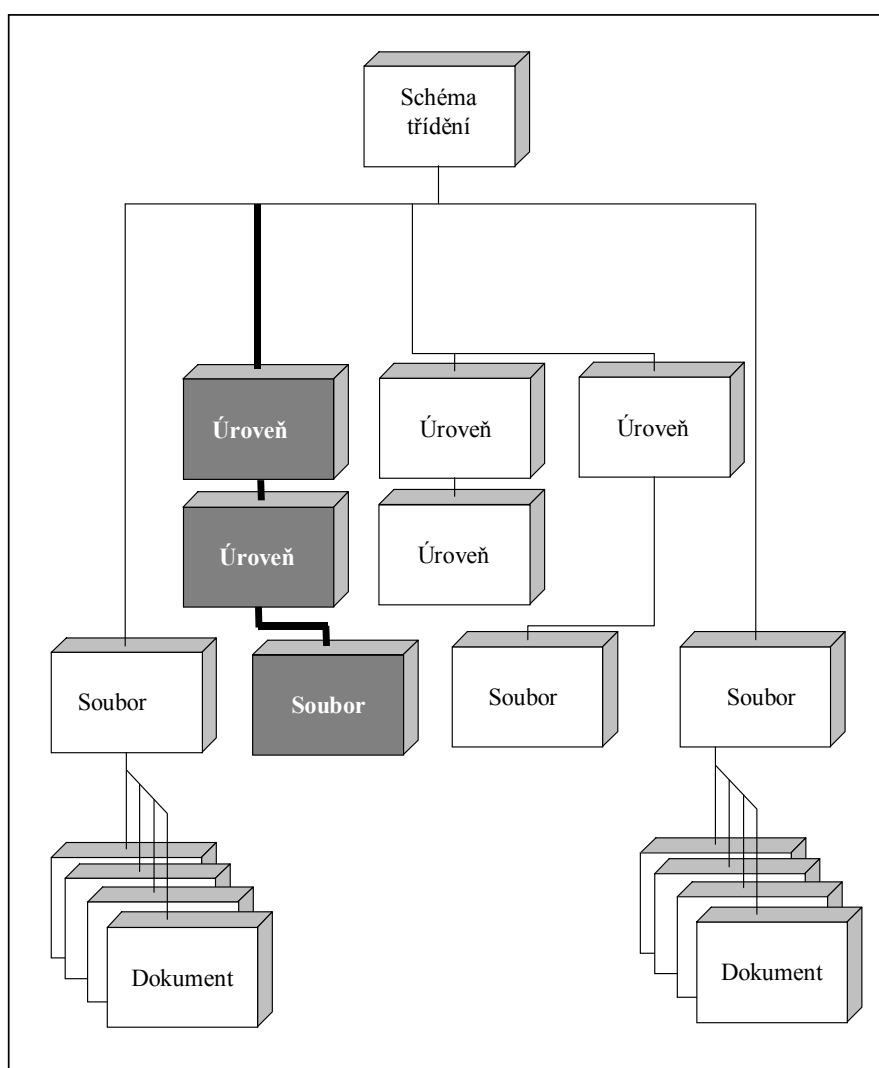 Schéma
třídění
Úroveň
Úroveň
Úroveň
Úroveň
Úroveň
Soubor
Soubor
Soubor
Soubor
Dokument
Dokument